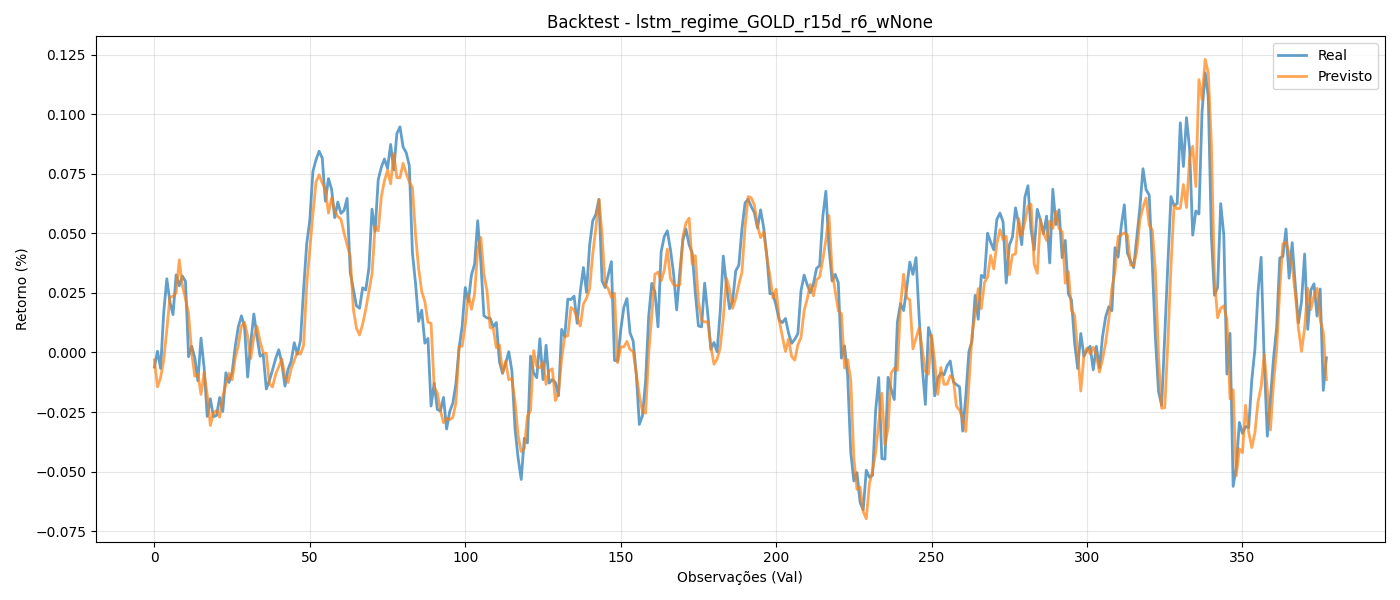 Backtest - lstm_regime_GOLD_r15d_r6_wNone
Real
Previsto
Retorno (%)
0.125
0.100
0.075
0.050
0.025
0.000
−0.025
−0.050
−0.075
0 50 100 150 200 250 300 350
Observações (Val)